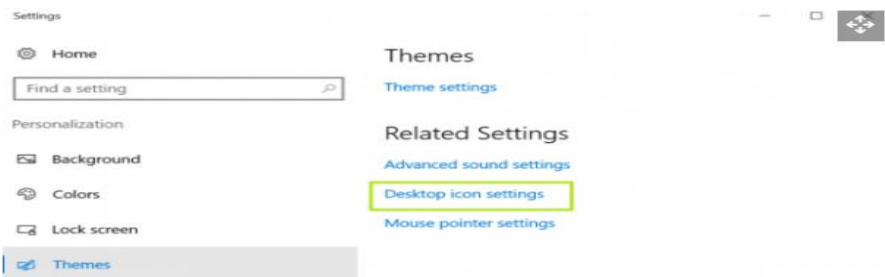 Settings
Home
Find a setting
Personalization
Background
Colors
Lock screen
Themes
Themes
Theme settings
Related Settings
Advanced sound settings
Desktop icon settings
Mouse pointer settings